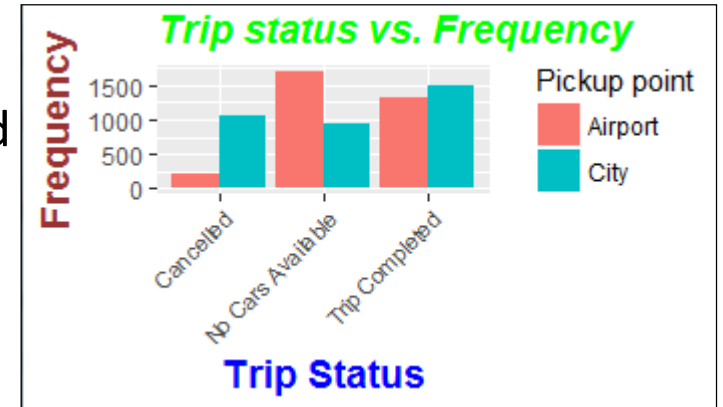 Trip status vs. Frequency
Frequency
1500
1000
500
0
Cancelled
No Cars Available
Trip Completed
Trip Status
Pickup point
Airport
City
d